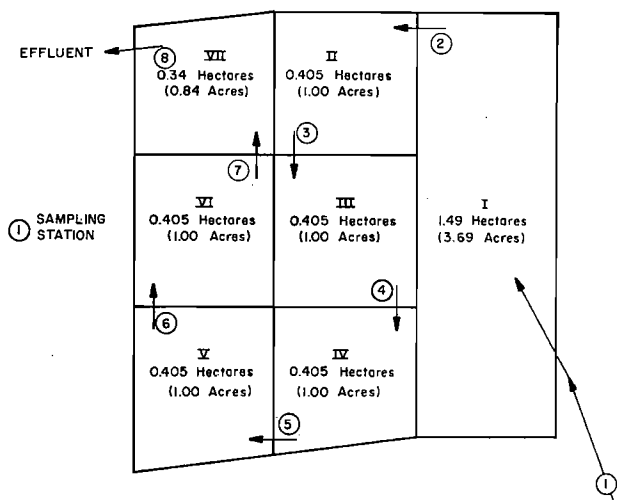 EFFLUENT
⑧
VII
0.34 Hectares
(0.84 Acres)
II
0.405 Hectares
(1.00 Acres)
②
③
⑦
① SAMPLING
STATION
VI
0.405 Hectares
(1.00 Acres)
III
0.405 Hectares
(1.00 Acres)
I
1.49 Hectares
(3.69 Acres)
④
⑥
V
0.405 Hectares
(1.00 Acres)
IV
0.405 Hectares
(1.00 Acres)
⑤
①